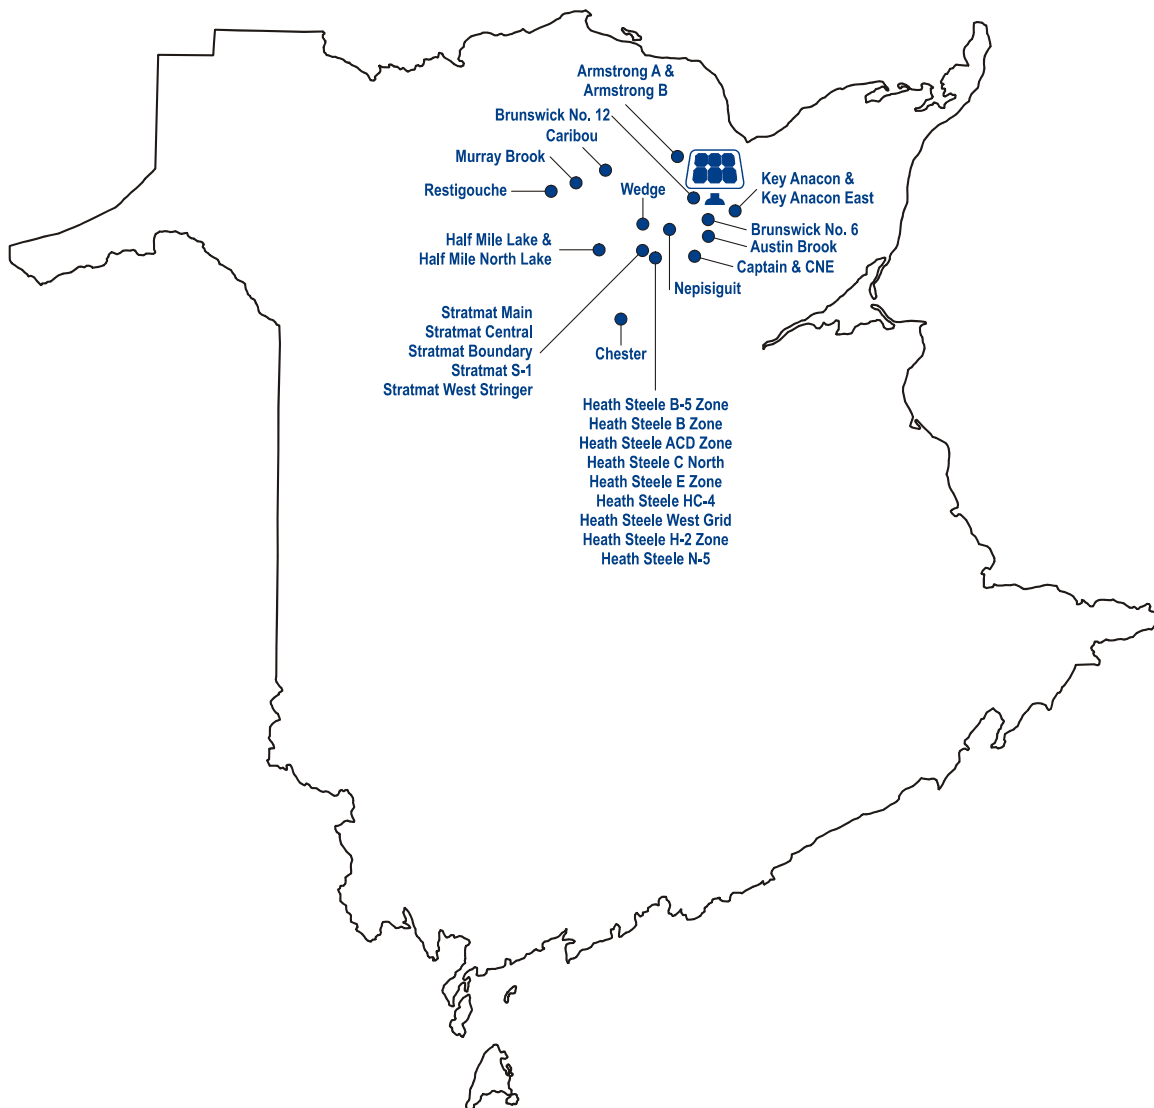 Armstrong A &
Armstrong B
Brunswick No. 12
Caribou
Murray Brook
Restigouche
Wedge
Key Anacon &
Key Anacon East
Brunswick No. 6
Austin Brook
Captain & CNE
Half Mile Lake &
Half Mile North Lake
Nepisiguit
Stratmat Main
Stratmat Central
Stratmat Boundary
Stratmat S-1
Stratmat West Stringer
Chester
Heath Steele B-5 Zone
Heath Steele B Zone
Heath Steele ACD Zone
Heath Steele C North
Heath Steele E Zone
Heath Steele HC-4
Heath Steele West Grid
Heath Steele H-2 Zone
Heath Steele N-5